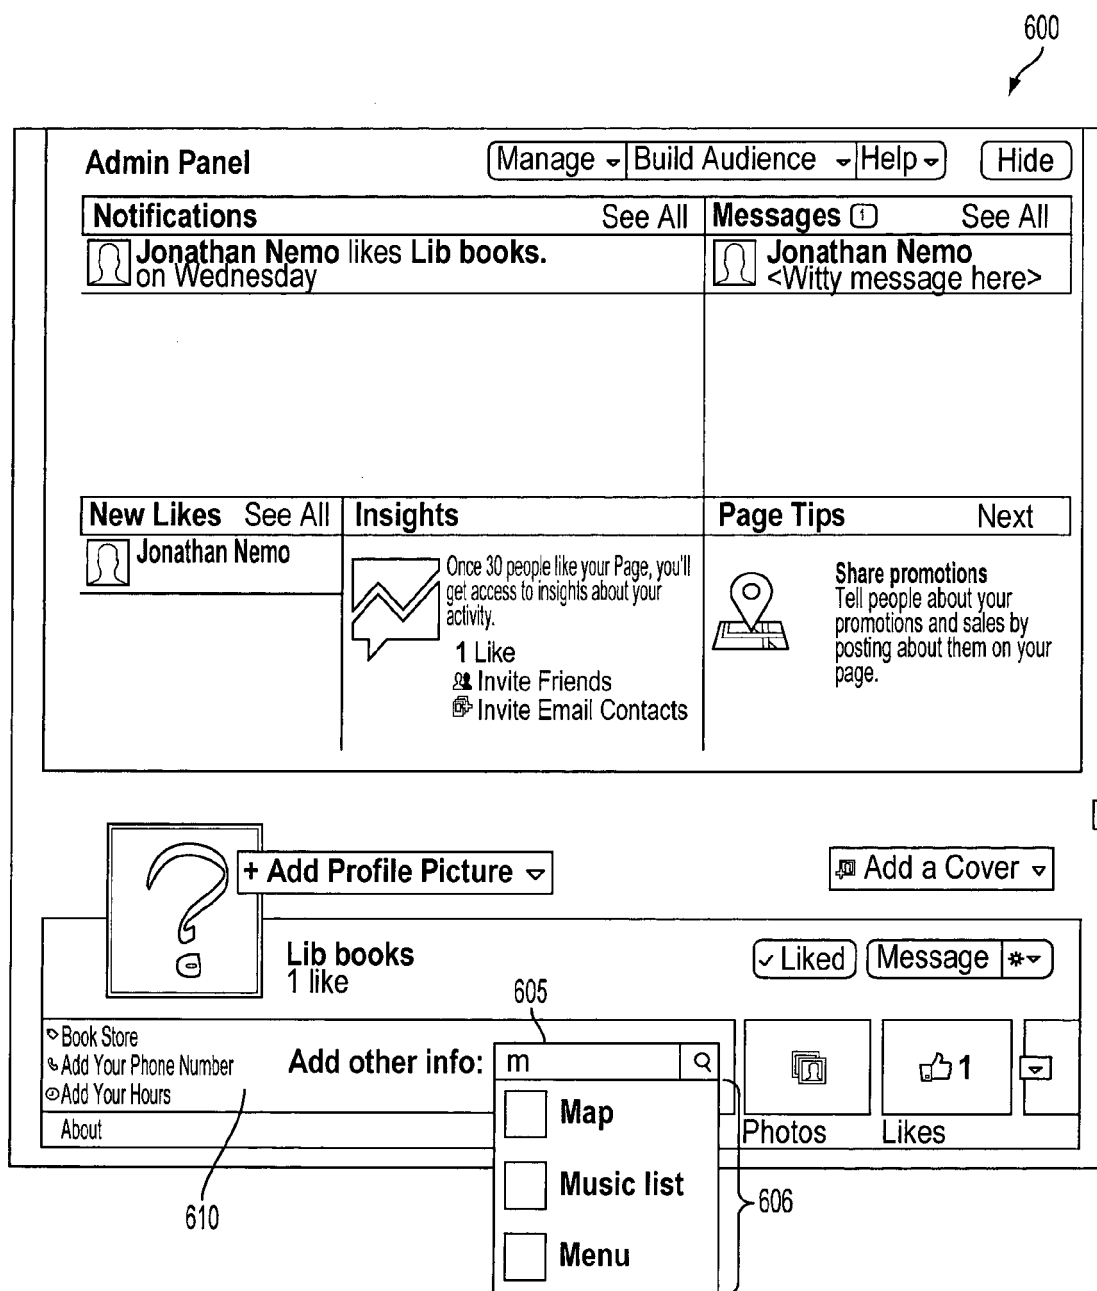 600
Admin Panel
Manage
Build Audience
Help
Hide
Notifications
See All
Messages 1
See All
Jonathan Nemo likes Lib books.
on Wednesday
Jonathan Nemo
<Witty message here>
New Likes
See All
Insights
Page Tips
Next
Jonathan Nemo
Once 30 people like your Page, you'll
get access to insights about your
activity.
1 Like
Invite Friends
Invite Email Contacts
Share promotions
Tell people about your
promotions and sales by
posting about them on your
page.
?
+ Add Profile Picture
Add a Cover
Lib books
1 like
Liked
Message
605
Book Store
Add Your Phone Number
Add Your Hours
About
Add other info:
m
Map
Music list
Menu
1
Photos
Likes
606
610